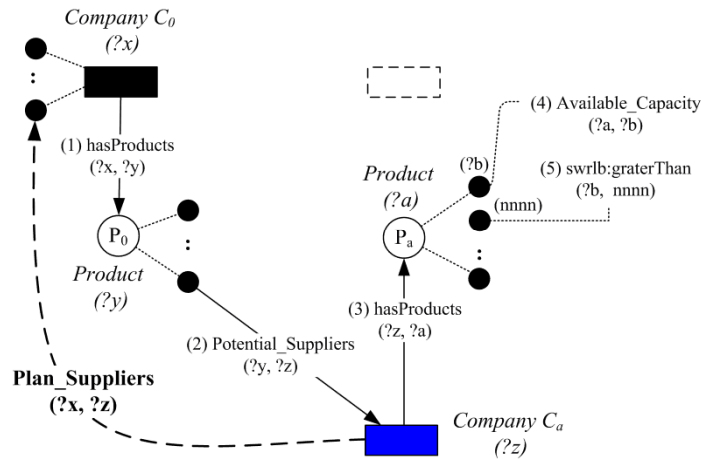 Company C0
(?x)
:
(1) hasProducts
(?x, ?y)
P0
Product
(?y)
:
(2) Potential_Suppliers
(?y, ?z)
Plan_Suppliers
(?x, ?z)
Company Ca
(?z)
(3) hasProducts
(?z, ?a)
Product
(?a)
Pa
(?b)
(nnnn)
:
(4) Available_Capacity
(?a, ?b)
(5) swrlb:graterThan
(?b, nnnn)